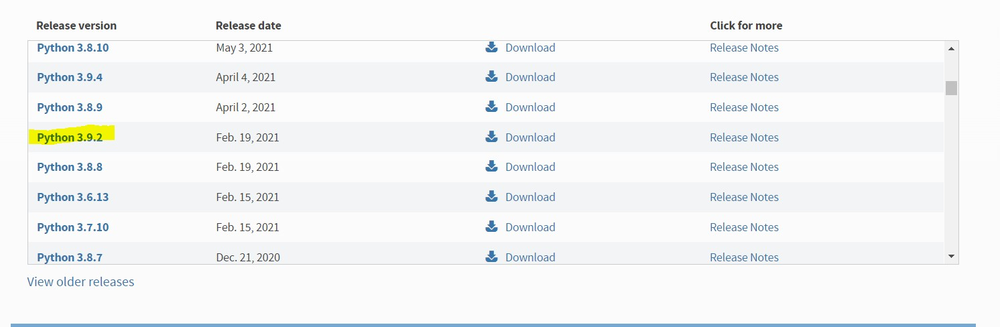 Release version Release date Click for more
Python 3.8.10 May 3, 2021 Download Release Notes
Python 3.9.4 April 4, 2021 Download Release Notes
Python 3.8.9 April 2, 2021 Download Release Notes
Python 3.9.2 Feb. 19, 2021 Download Release Notes
Python 3.8.8 Feb. 19, 2021 Download Release Notes
Python 3.6.13 Feb. 15, 2021 Download Release Notes
Python 3.7.10 Feb. 15, 2021 Download Release Notes
Python 3.8.7 Dec. 21, 2020 Download Release Notes
View older releases